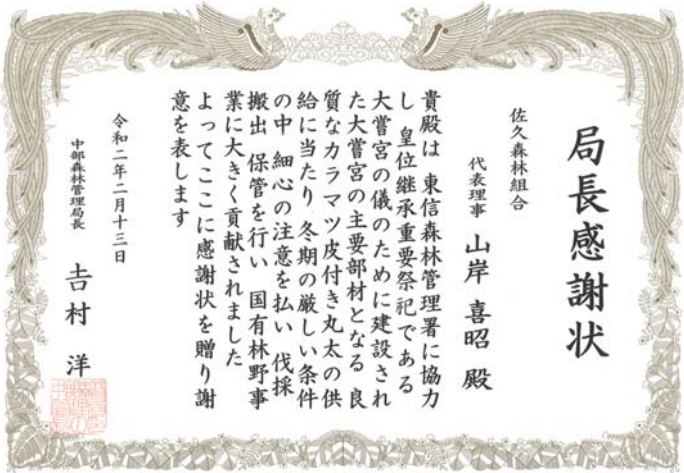 局長感謝状
佐久森林組合
代表理事 山岸 喜昭 殿
貴殿は 東信森林管理署に協力
し 皇位継承重要祭祀である
大嘗宮の儀のために建設され
た大嘗宮の主要部材となる 良
質なカラマツ皮付き丸太の供
給に当たり 冬期の厳しい条件
の中 細心の注意を払い 伐採
搬出 保管を行い 国有林野事
業に大きく貢献されました
よってここに感謝状を贈り謝
意を表します
令和二年二月十三日
中部森林管理局長 吉村 洋